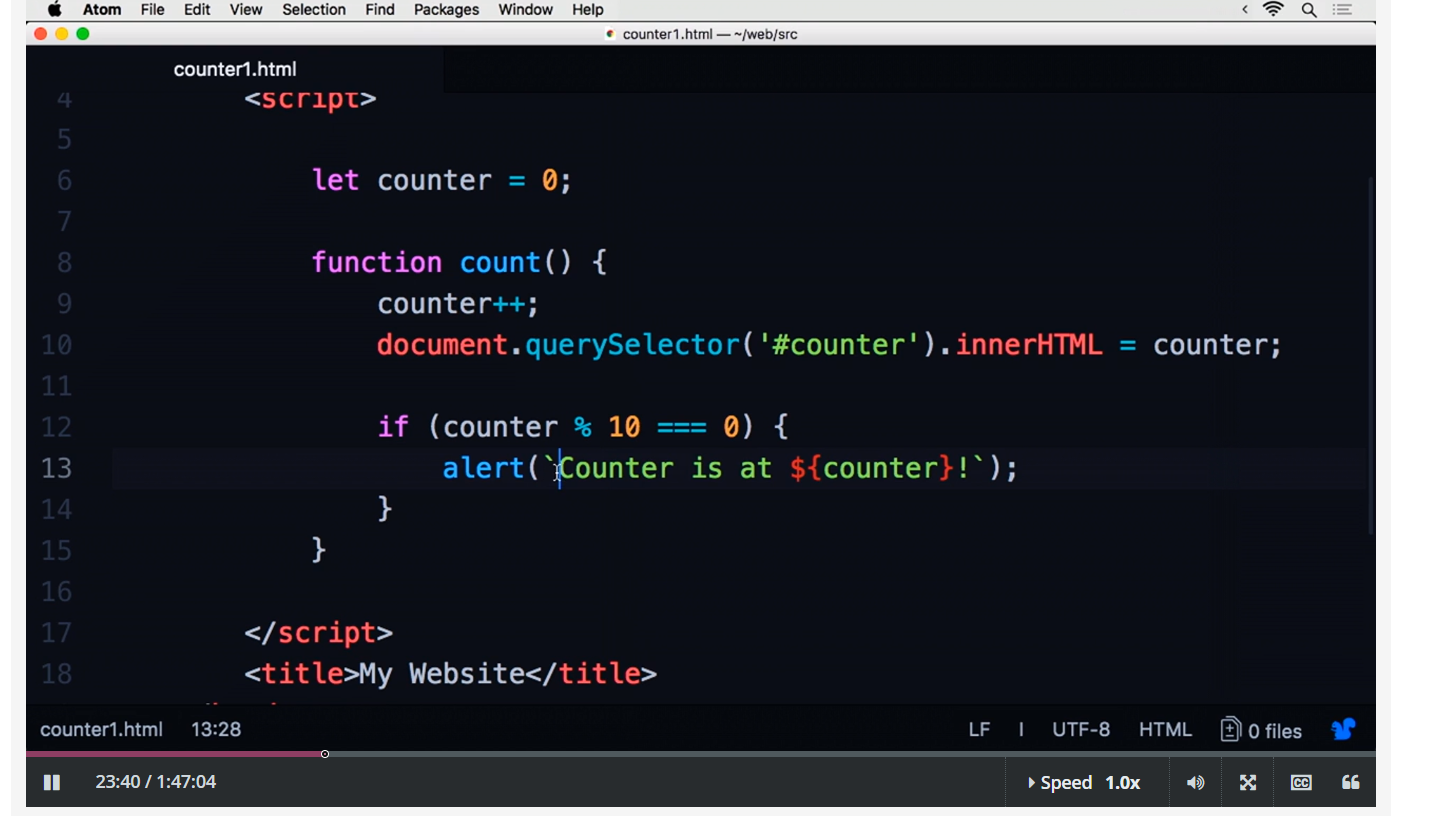 Atom File Edit View Selection Find Packages Window Help
counter1.html — ~/web/src
counter1.html
4 <script>
5
6 let counter = 0;
7
8 function count() {
9 counter++;
10 document.querySelector('#counter').innerHTML = counter;
11
12 if (counter % 10 === 0) {
13 alert(`Counter is at ${counter}!`);
14 }
15 }
16
17 </script>
18 <title>My Website</title>
counter1.html 13:28 LF I UTF-8 HTML 0 files
23:40 / 1:47:04 Speed 1.0x CC